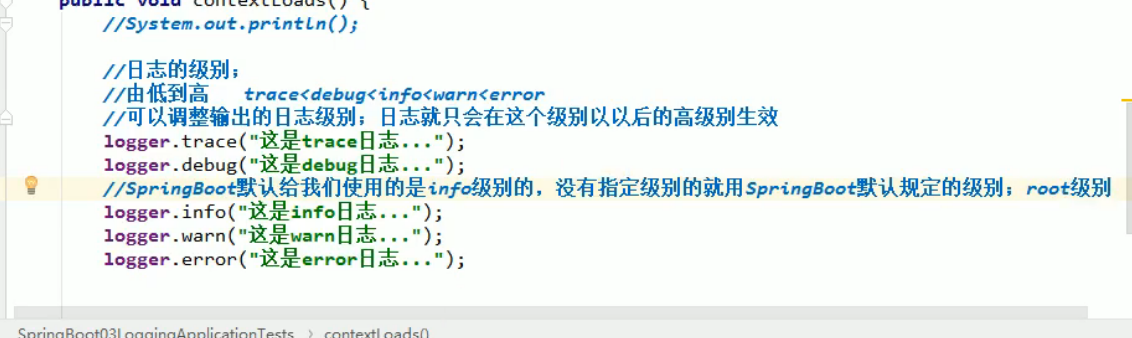 public void contextLoads() {
//System.out.println();
//日志的级别；
//由低到高   trace<debug<info<warn<error
//可以调整输出的日志级别；日志就只会在这个级别以以后的高级别生效
logger.trace("这是trace日志...");
logger.debug("这是debug日志...");
//SpringBoot默认给我们使用的是info级别的，没有指定级别的就用SpringBoot默认规定的级别；root级别
logger.info("这是info日志...");
logger.warn("这是warn日志...");
logger.error("这是error日志...");
SpringBoot03LoggingApplicationTests > contextLoads()